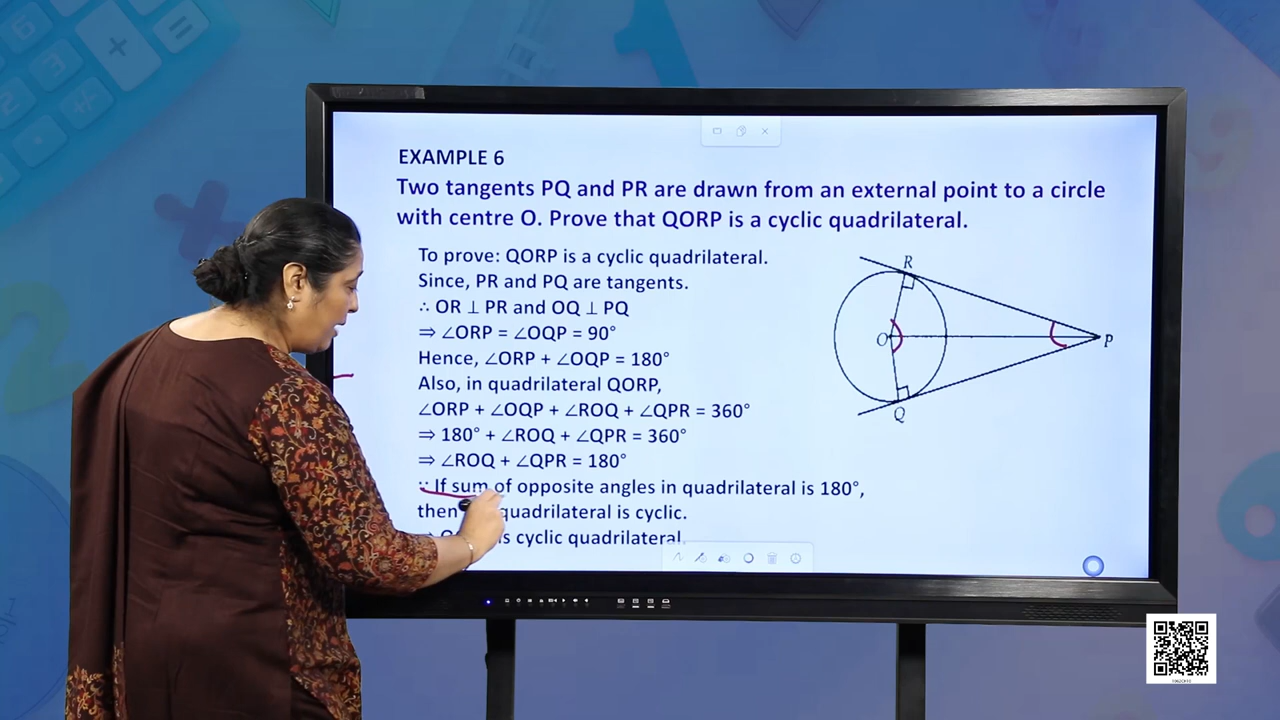 EXAMPLE 6
Two tangents PQ and PR are drawn from an external point to a circle
with centre O. Prove that QORP is a cyclic quadrilateral.
To prove: QORP is a cyclic quadrilateral.
Since, PR and PQ are tangents.
∴ OR ⊥ PR and OQ ⊥ PQ
⇒ ∠ORP = ∠OQP = 90°
Hence, ∠ORP + ∠OQP = 180°
Also, in quadrilateral QORP,
∠ORP + ∠OQP + ∠ROQ + ∠QPR = 360°
⇒ 180° + ∠ROQ + ∠QPR = 360°
⇒ ∠ROQ + ∠QPR = 180°
∵ If sum of opposite angles in quadrilateral is 180°,
then quadrilateral is cyclic.
is cyclic quadrilateral.
R
O
P
Q